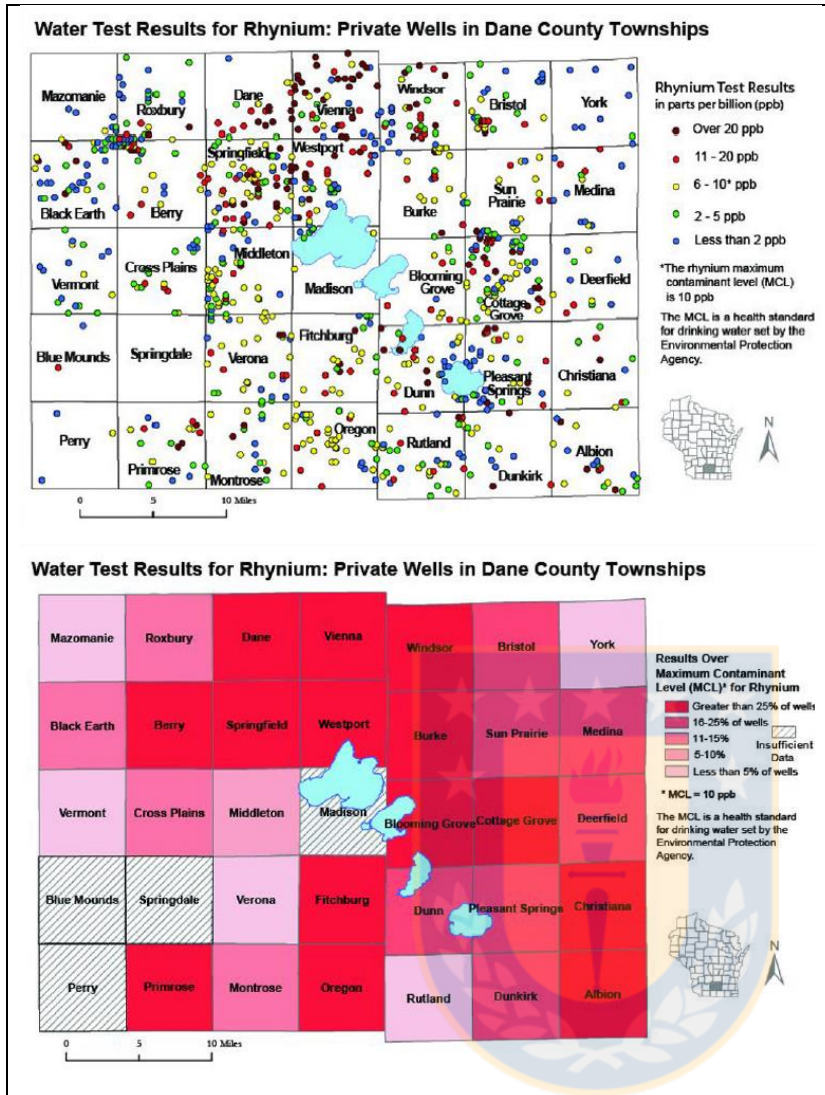 Water Test Results for Rhynium: Private Wells in Dane County Townships
Mazomanie
Roxbury
Dane
Vienna
Windsor
Bristol
York
Black Earth
Berry
Springfield
Westport
Burke
Sun
Prairie
Medina
Vermont
Cross Plains
Middleton
Madison
Blooming
Grove
Cottage
Grove
Deerfield
Blue Mounds
Springdale
Verona
Fitchburg
Dunn
Pleasant
Springs
Christiana
Perry
Primrose
Montrose
Oregon
Rutland
Dunkirk
Albion
0 5 10 Miles
Rhynium Test Results
in parts per billion (ppb)
Over 20 ppb
11 - 20 ppb
6 - 10* ppb
2 - 5 ppb
Less than 2 ppb
*The rhynium maximum
contaminant level (MCL)
is 10 ppb
The MCL is a health standard
for drinking water set by the
Environmental Protection
Agency.
N
Water Test Results for Rhynium: Private Wells in Dane County Townships
Mazomanie
Roxbury
Dane
Vienna
Windsor
Bristol
York
Black Earth
Berry
Springfield
Westport
Burke
Sun Prairie
Medina
Vermont
Cross Plains
Middleton
Madison
Blooming Grove
Cottage Grove
Deerfield
Blue Mounds
Springdale
Verona
Fitchburg
Dunn
Pleasant Springs
Christiana
Perry
Primrose
Montrose
Oregon
Rutland
Dunkirk
Albion
0 5 10 Miles
Results Over
Maximum Contaminant
Level (MCL)* for Rhynium
Greater than 25% of wells
16-25% of wells
11-15%
5-10%
Less than 5% of wells
Insufficient
Data
* MCL = 10 ppb
The MCL is a health standard
for drinking water set by the
Environmental Protection
Agency.
N